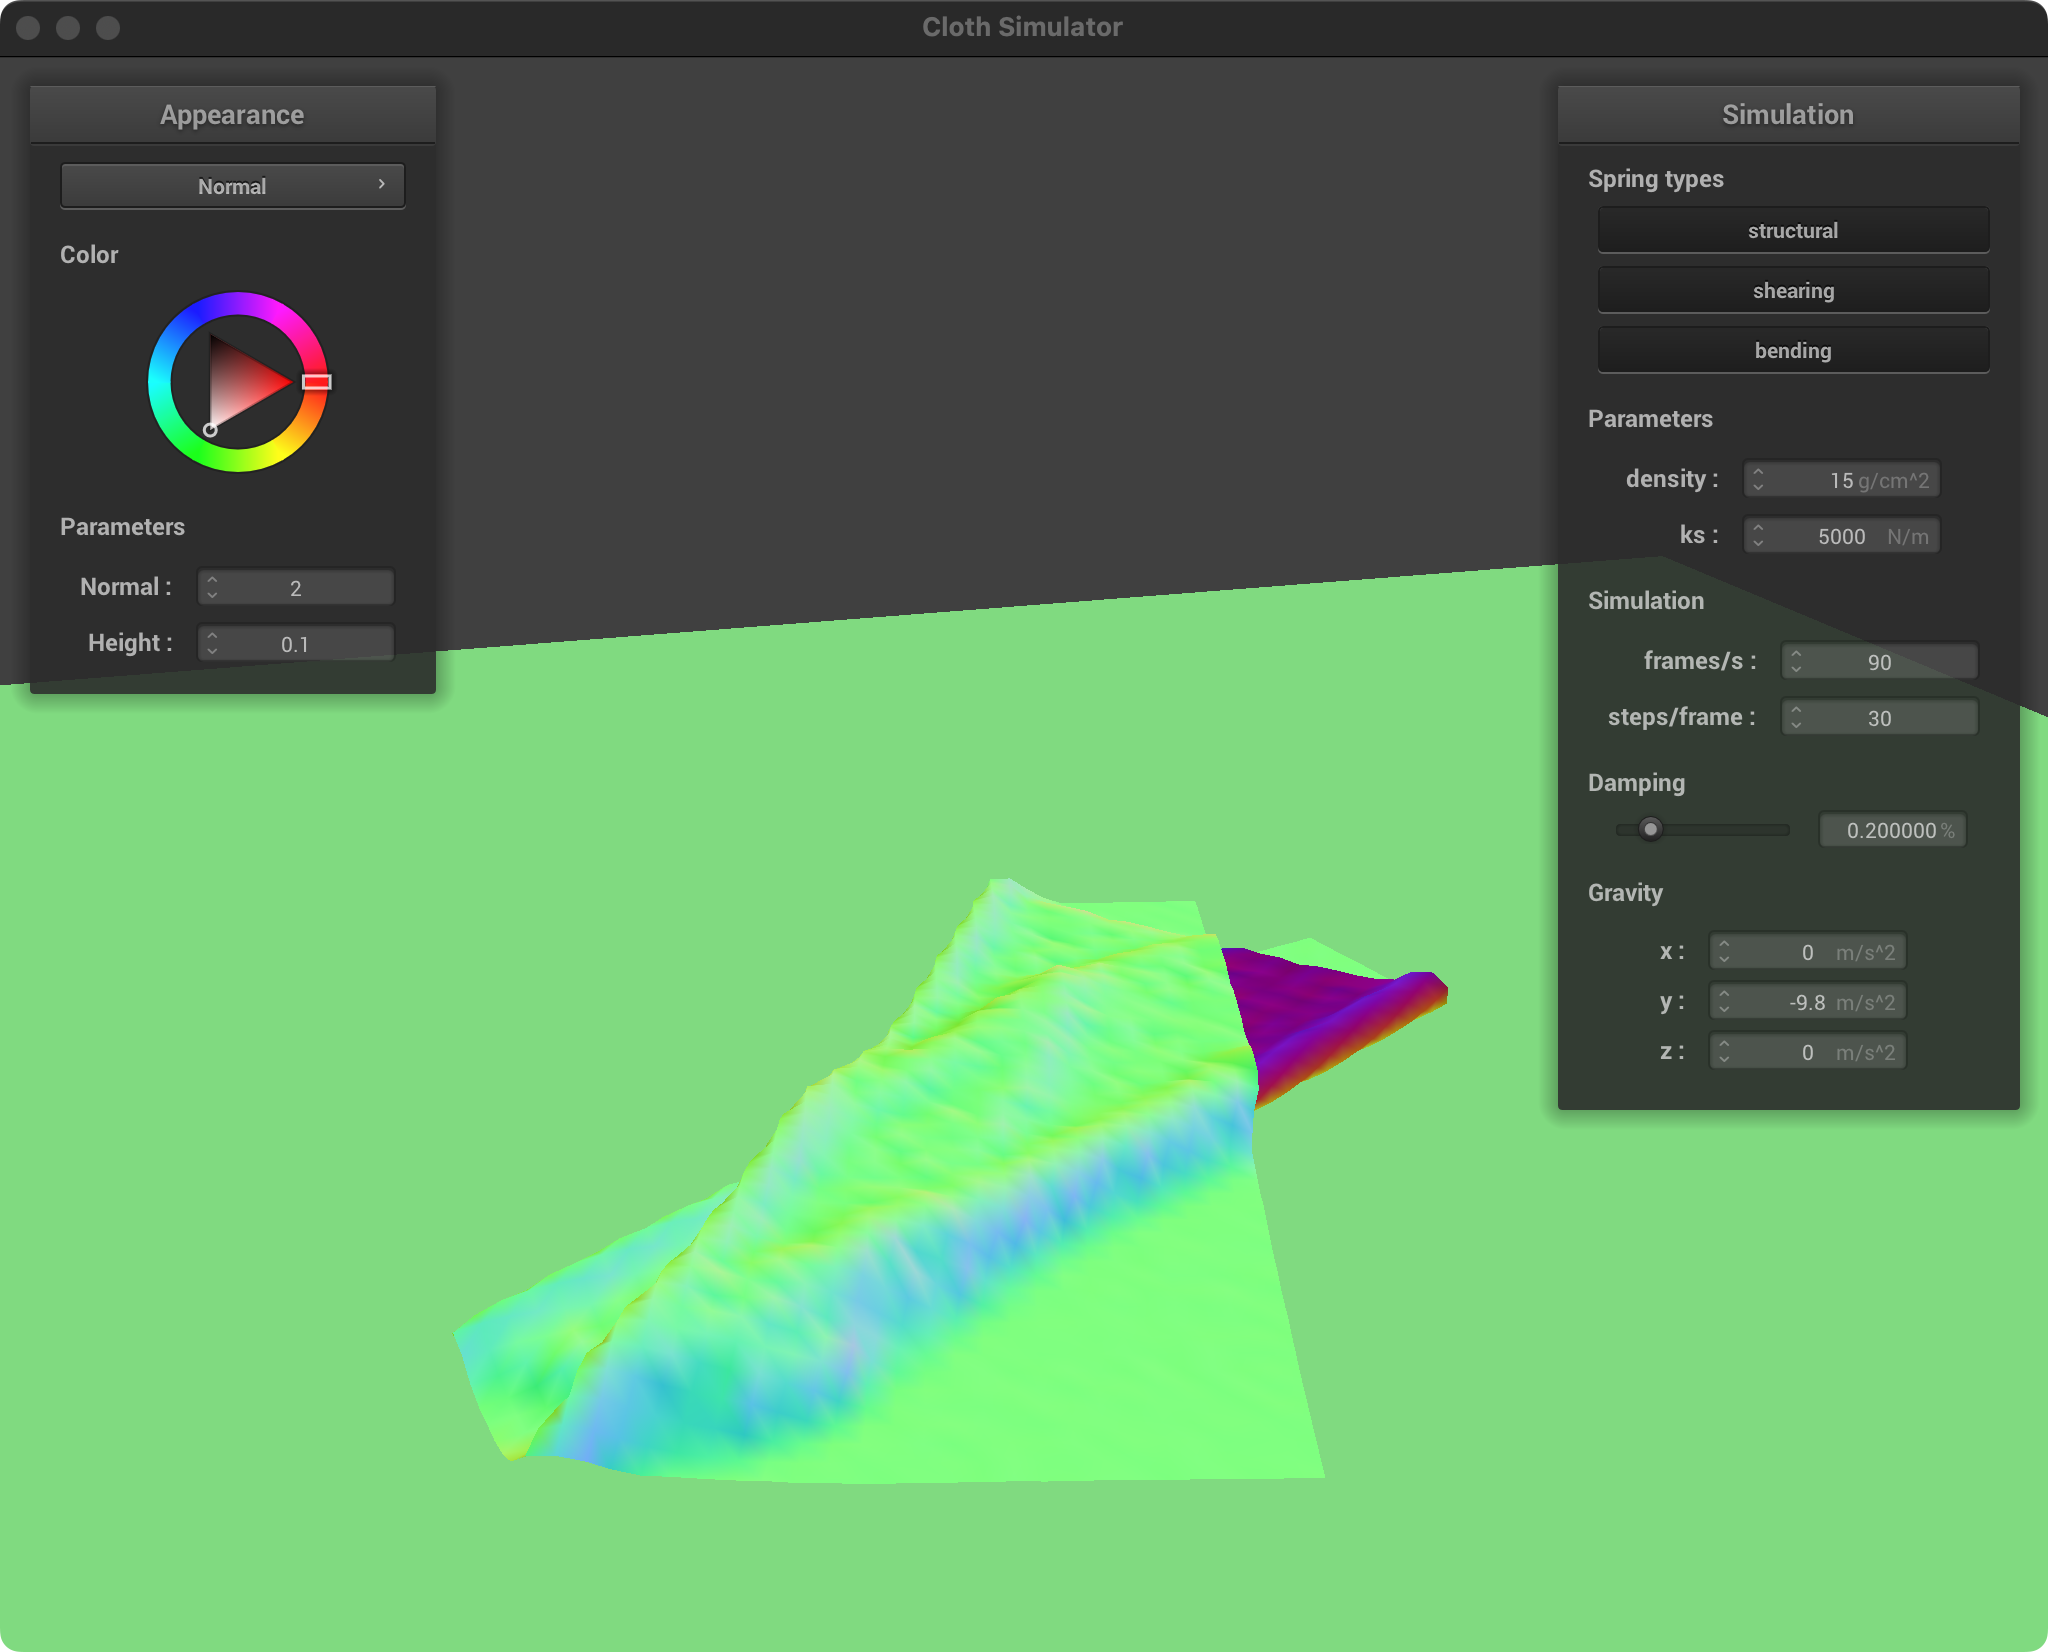 Cloth Simulator
Appearance
Normal
Color
Parameters
Normal : 2
Height : 0.1
Simulation
Spring types
structural
shearing
bending
Parameters
density : 15 g/cm^2
ks : 5000 N/m
Simulation
frames/s : 90
steps/frame : 30
Damping
0.200000 %
Gravity
x : 0 m/s^2
y : -9.8 m/s^2
z : 0 m/s^2